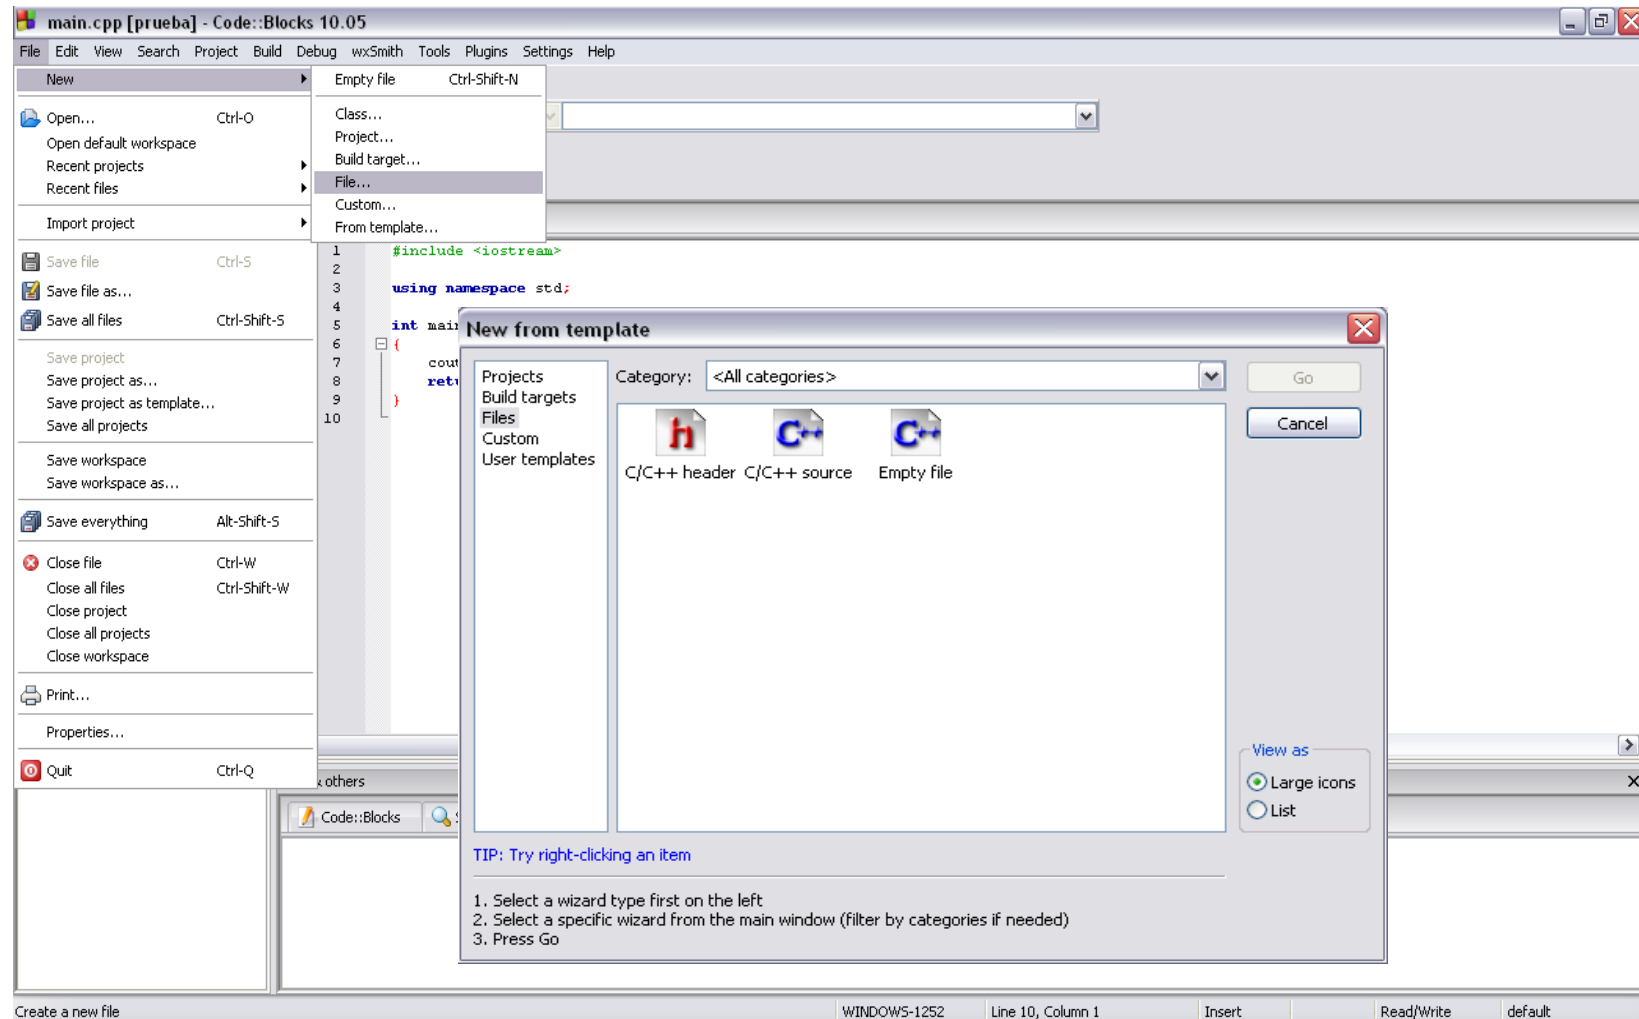 main.cpp [prueba] - Code::Blocks 10.05
File Edit View Search Project Build Debug wxSmith Tools Plugins Settings Help
New
Open... Ctrl-O
Open default workspace
Recent projects
Recent files
Import project
Save file Ctrl-S
Save file as...
Save all files Ctrl-Shift-S
Save project
Save project as...
Save project as template...
Save all projects
Save workspace
Save workspace as...
Save everything Alt-Shift-S
Close file Ctrl-W
Close all files Ctrl-Shift-W
Close project
Close all projects
Close workspace
Print...
Properties...
Quit Ctrl-Q
Empty file Ctrl-Shift-N
Class...
Project...
Build target...
File...
Custom...
From template...
1 #include <iostream>
2
3 using namespace std;
4
5 int main
6 {
7 cout
8 retu
9 }
10
New from template
Projects
Build targets
Files
Custom
User templates
Category: <All categories>
C/C++ header C/C++ source Empty file
Go
Cancel
View as
Large icons
List
TIP: Try right-clicking an item
1. Select a wizard type first on the left
2. Select a specific wizard from the main window (filter by categories if needed)
3. Press Go
others
Code::Blocks
Create a new file WINDOWS-1252 Line 10, Column 1 Insert Read/Write default